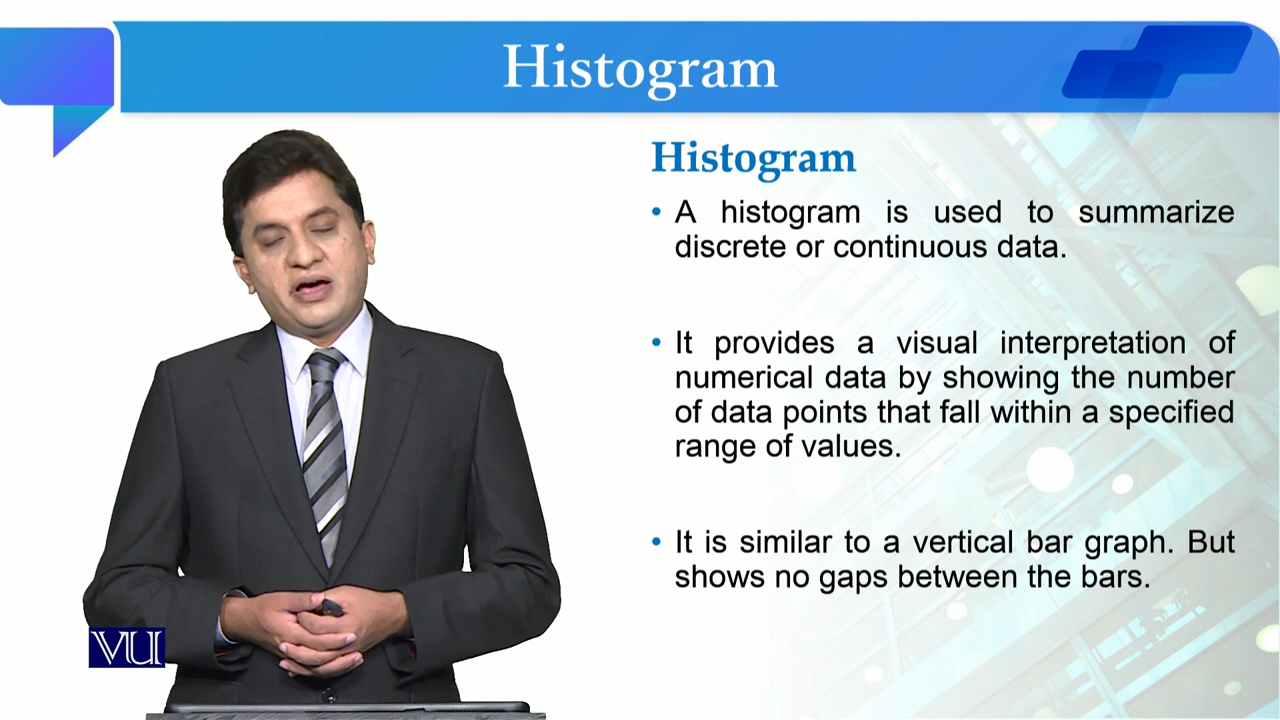 Histogram
Histogram
• A histogram is used to summarize
discrete or continuous data.
• It provides a visual interpretation of
numerical data by showing the number
of data points that fall within a specified
range of values.
• It is similar to a vertical bar graph. But
shows no gaps between the bars.
VU